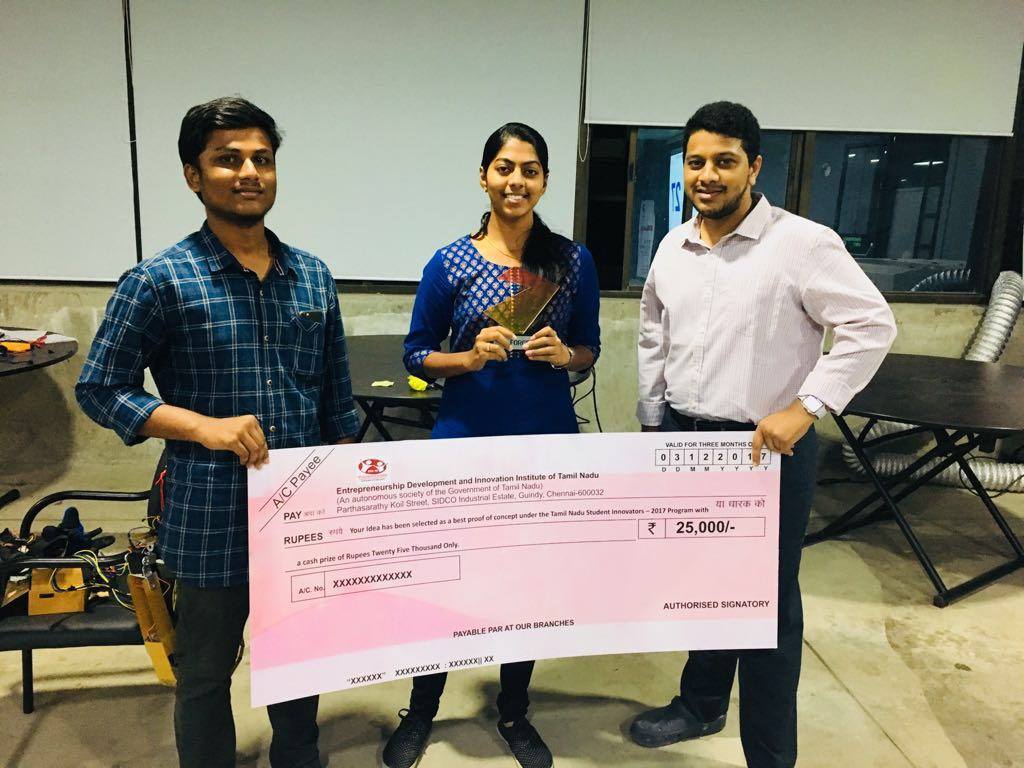 A/C Payee
VALID FOR THREE MONTHS
03122017
D D M M Y Y Y Y
Entrepreneurship Development and Innovation Institute of Tamil Nadu
(An autonomous society of the Government of Tamil Nadu)
Parthasarathy Koil Street, SIDCO Industrial Estate, Guindy, Chennai-600032
PAY अदा करे
या धारक को
RUPEES रुपये Your Idea has been selected as a best proof of concept under the Tamil Nadu Student Innovators – 2017 Program with
a cash prize of Rupees Twenty Five Thousand Only.
₹ 25,000/-
A/C. No. XXXXXXXXXXXXX
AUTHORISED SIGNATORY
PAYABLE PAR AT OUR BRANCHES
"XXXXXX" XXXXXXXXX : XXXXXX|| XX
27